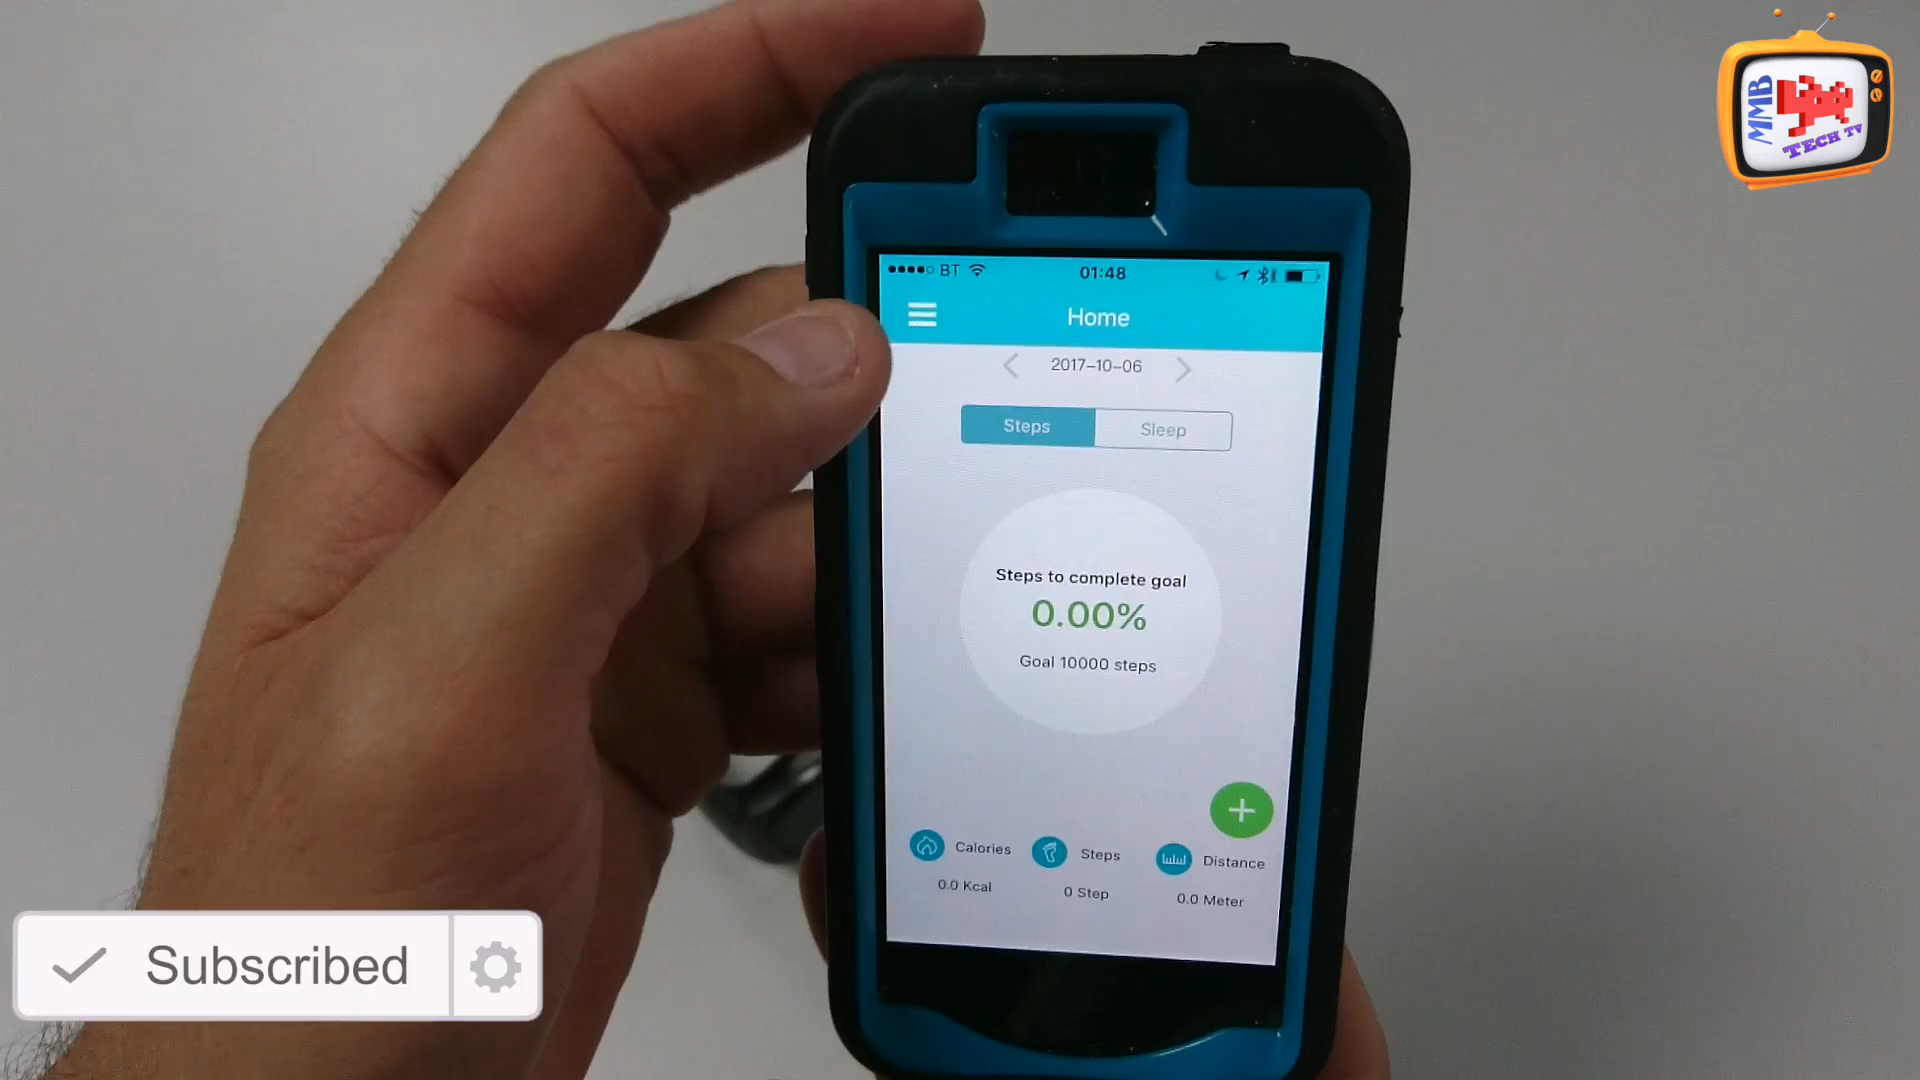 MMB
TECH TV
BT 01:48
Home
2017-10-06
Steps Sleep
Steps to complete goal
0.00%
Goal 10000 steps
Calories Steps Distance
0.0 Kcal 0 Step 0.0 Meter
Subscribed